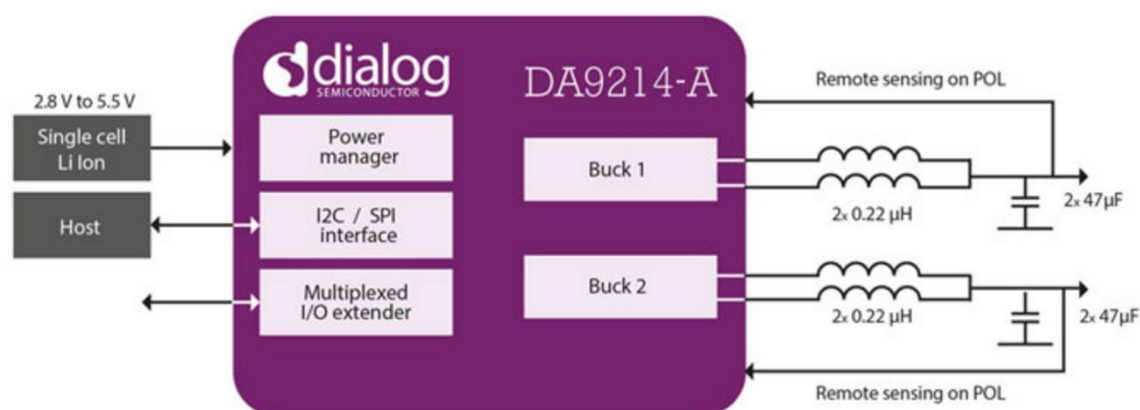 dialog
SEMICONDUCTOR
DA9214-A
2.8 V to 5.5 V
Single cell
Li Ion
Host
Power
manager
I2C / SPI
interface
Multiplexed
I/O extender
Buck 1
Buck 2
Remote sensing on POL
2x 0.22 µH
2x 47µF
2x 0.22 µH
2x 47µF
Remote sensing on POL